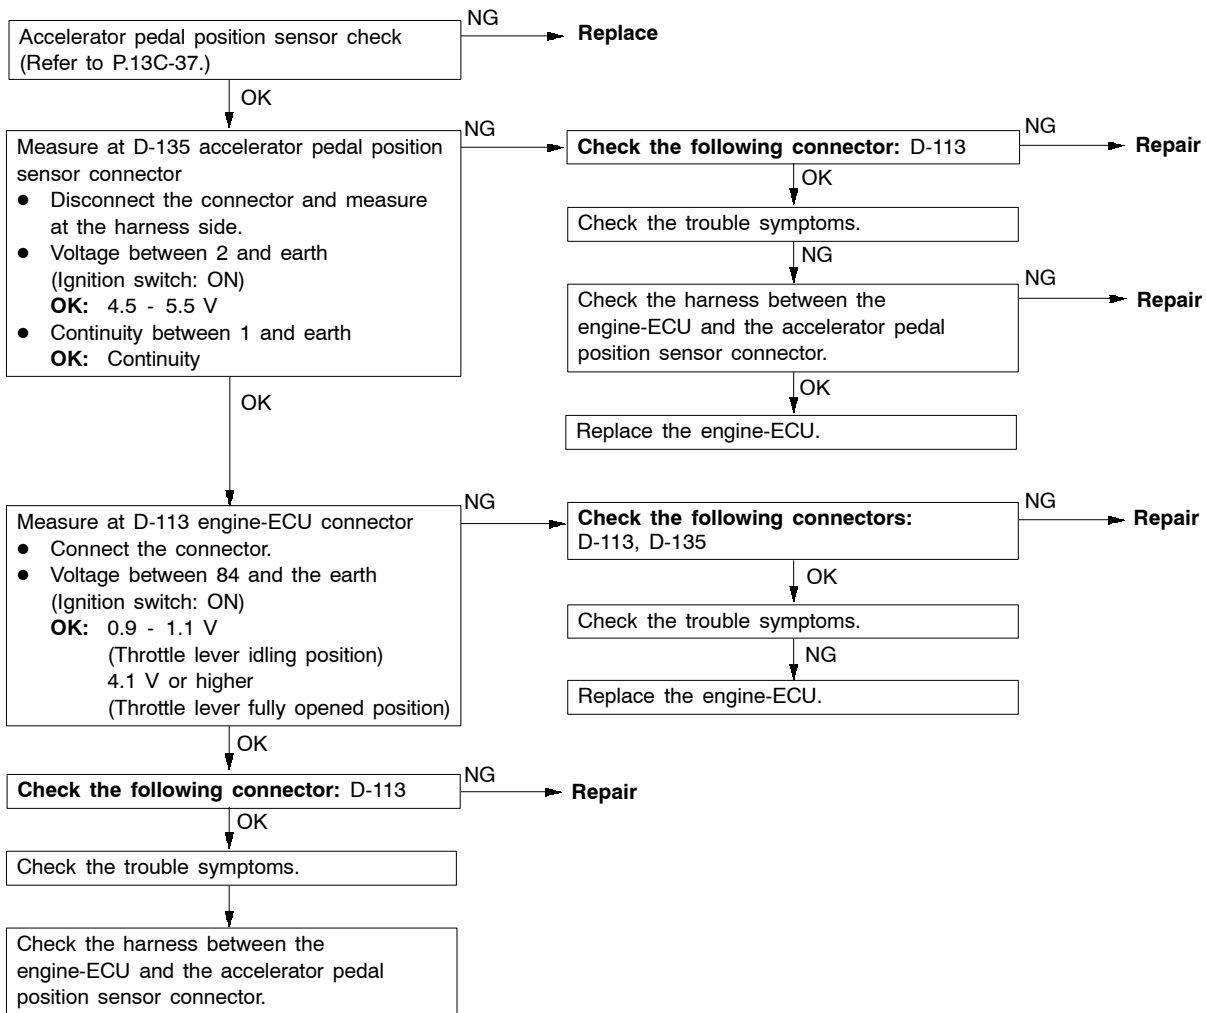 Accelerator pedal position sensor check
(Refer to P.13C-37.)
NG
Replace
OK
Measure at D-135 accelerator pedal position
sensor connector
● Disconnect the connector and measure
at the harness side.
● Voltage between 2 and earth
(Ignition switch: ON)
OK: 4.5 - 5.5 V
● Continuity between 1 and earth
OK: Continuity
NG
Check the following connector: D-113
NG
Repair
OK
Check the trouble symptoms.
NG
Check the harness between the
engine-ECU and the accelerator pedal
position sensor connector.
NG
Repair
OK
Replace the engine-ECU.
OK
Measure at D-113 engine-ECU connector
● Connect the connector.
● Voltage between 84 and the earth
(Ignition switch: ON)
OK: 0.9 - 1.1 V
(Throttle lever idling position)
4.1 V or higher
(Throttle lever fully opened position)
NG
Check the following connectors:
D-113, D-135
NG
Repair
OK
Check the trouble symptoms.
NG
Replace the engine-ECU.
OK
Check the following connector: D-113
NG
Repair
OK
Check the trouble symptoms.
Check the harness between the
engine-ECU and the accelerator pedal
position sensor connector.